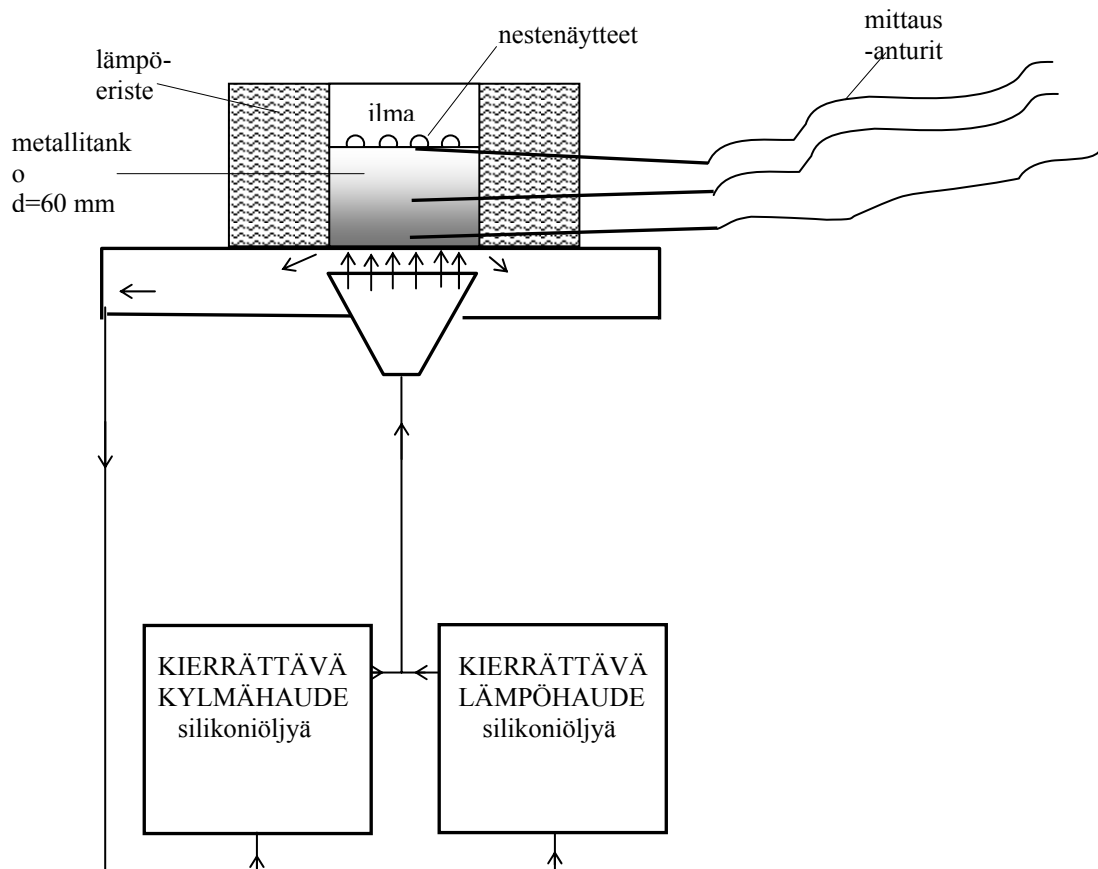 nestenäytteet
mittaus
-anturit
lämpö-
eriste
ilma
metallitank
o
d=60 mm
KIERRÄTTÄVÄ
KYLMÄHAUDE
silikoniöljyä
KIERRÄTTÄVÄ
LÄMPÖHAUDE
silikoniöljyä